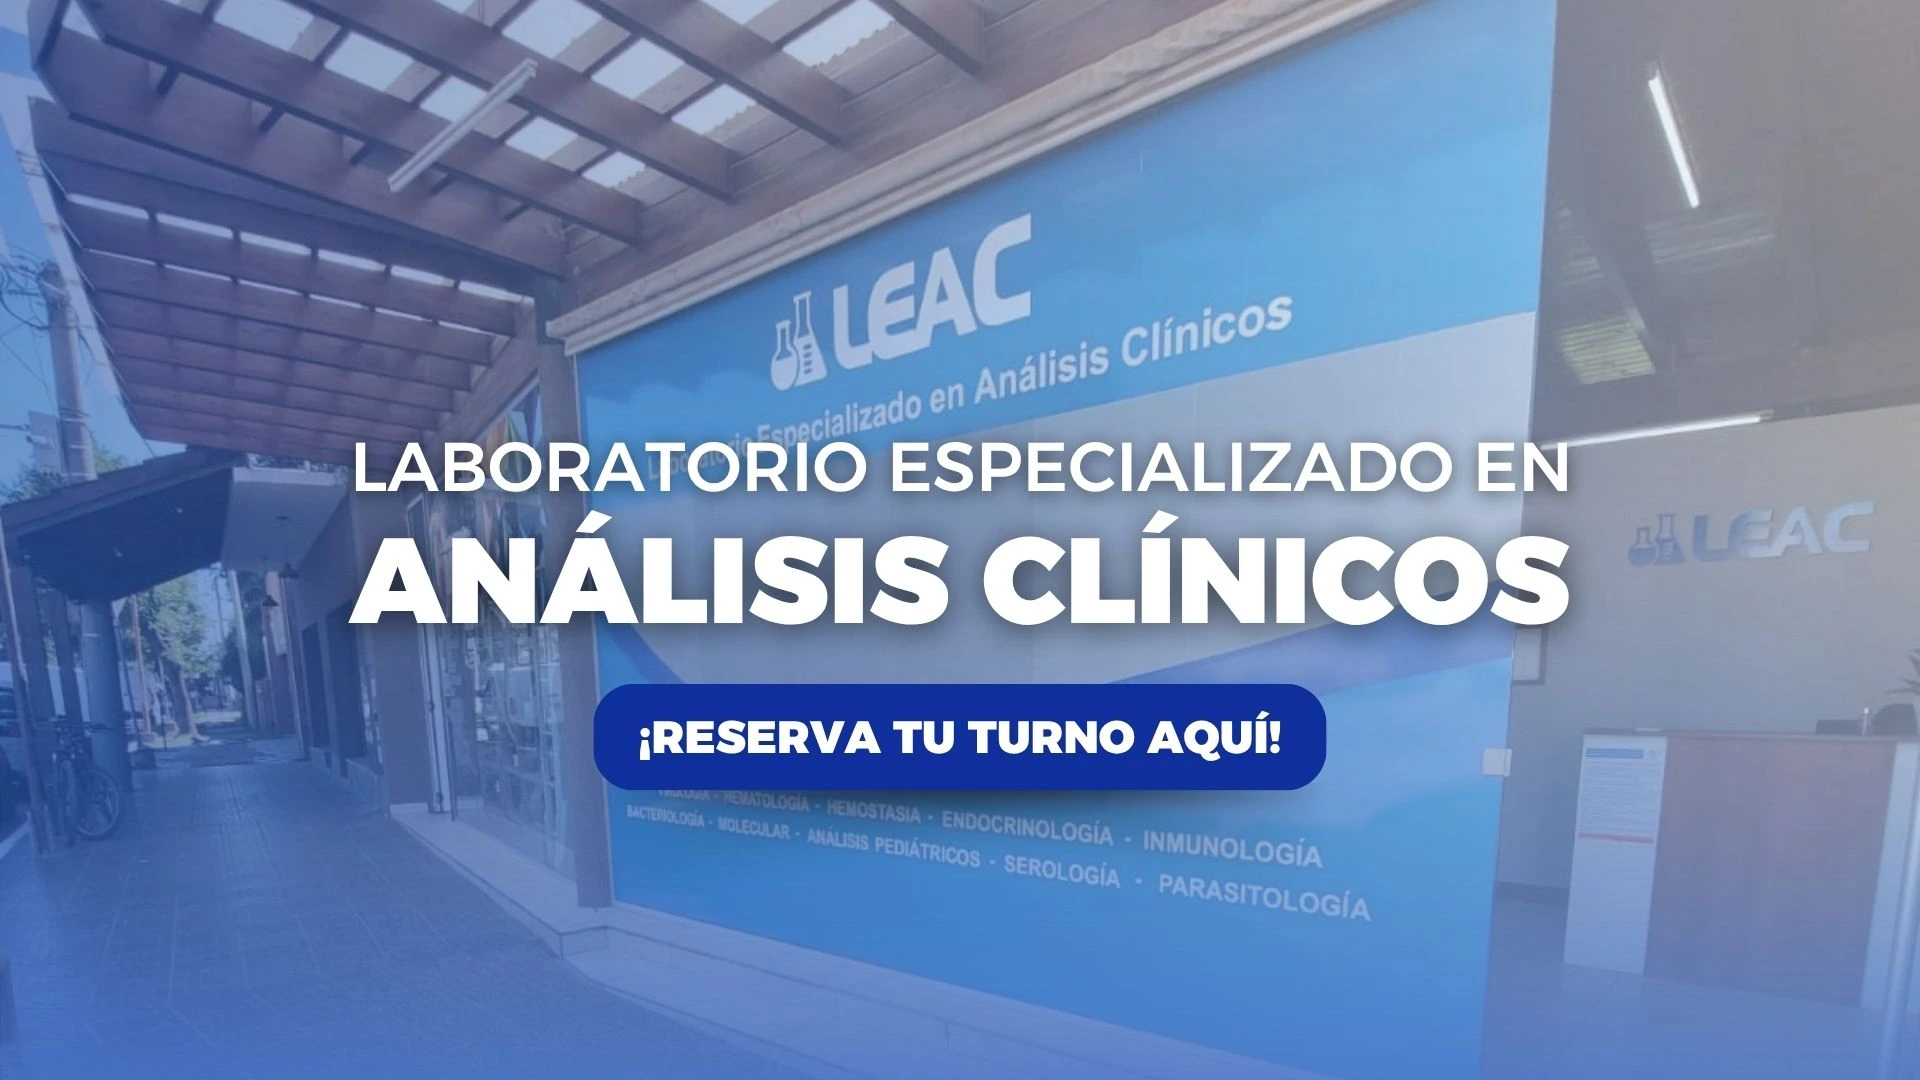 LEAC
Laboratorio Especializado en Análisis Clínicos
LABORATORIO ESPECIALIZADO EN
ANÁLISIS CLÍNICOS
LEAC
¡RESERVA TU TURNO AQUÍ!
VIROLOGÍA - HEMATOLOGÍA - HEMOSTASIA - ENDOCRINOLOGÍA - INMUNOLOGÍA
BACTERIOLOGÍA - MOLECULAR - ANÁLISIS PEDIÁTRICOS - SEROLOGÍA - PARASITOLOGÍA